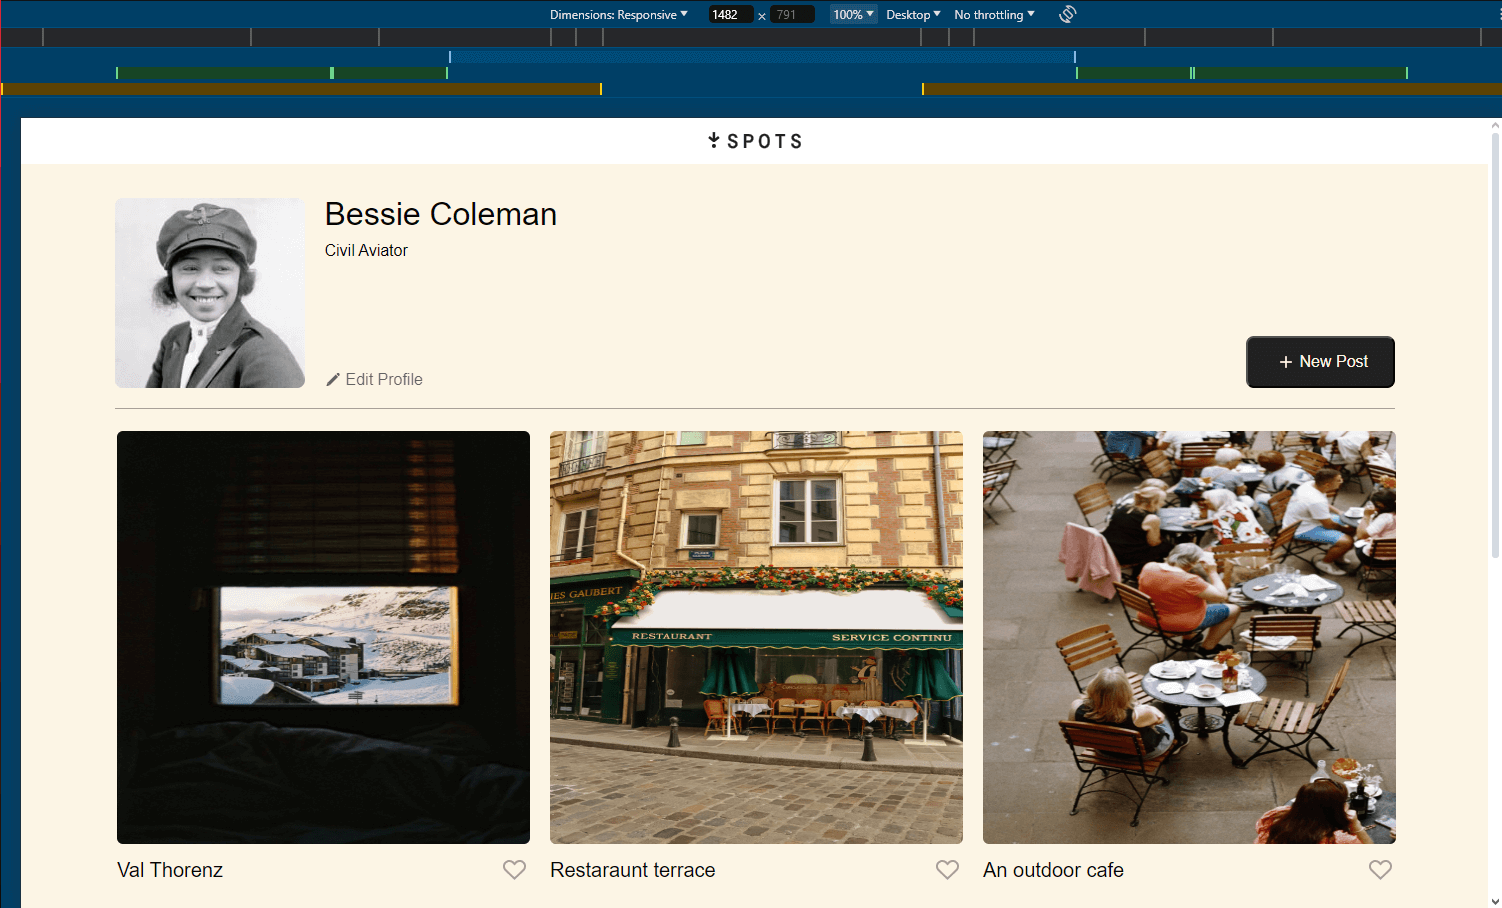 Dimensions: Responsive 1482 × 791 100% Desktop No throttling
SPOTS
Bessie Coleman
Civil Aviator
Edit Profile
+ New Post
ES GAUBERT
RESTAURANT SERVICE CONTINU
Val Thorenz
Restaraunt terrace
An outdoor cafe